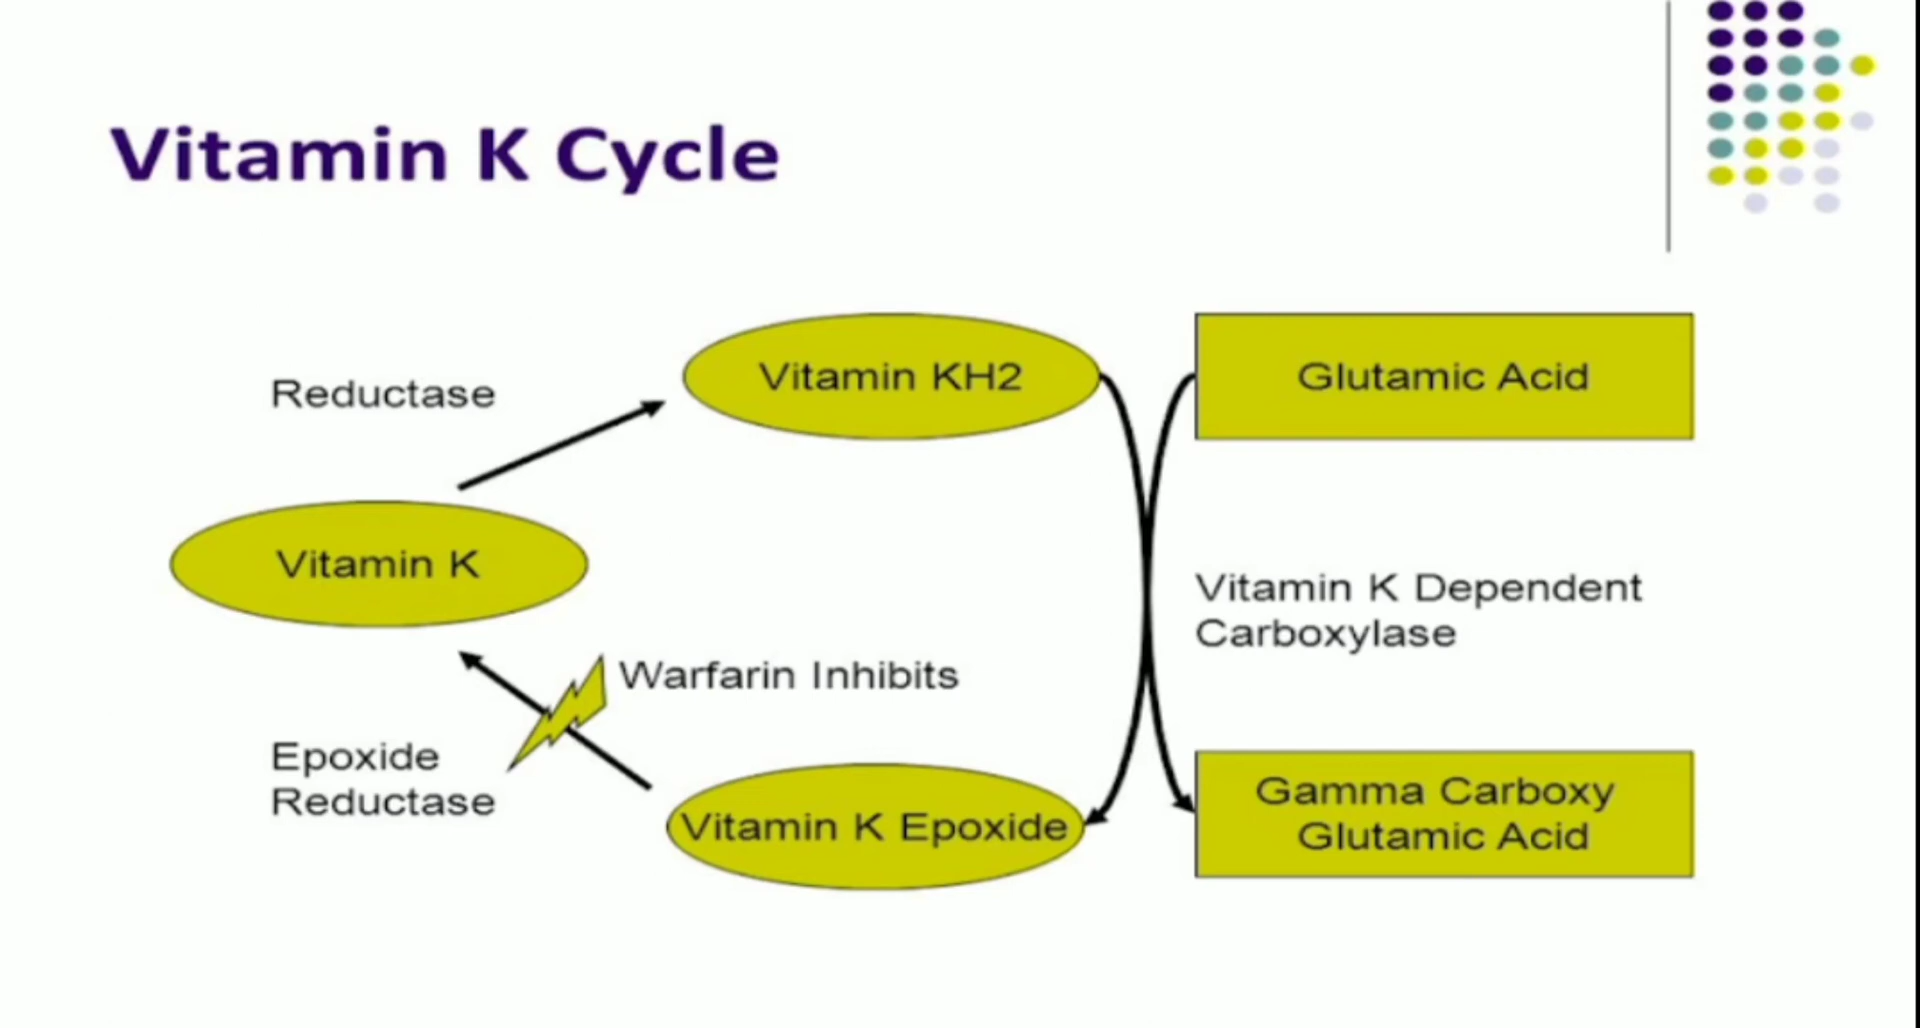 Vitamin K Cycle
Reductase
Vitamin KH2
Glutamic Acid
Vitamin K
Vitamin K Dependent
Carboxylase
Warfarin Inhibits
Epoxide
Reductase
Vitamin K Epoxide
Gamma Carboxy
Glutamic Acid